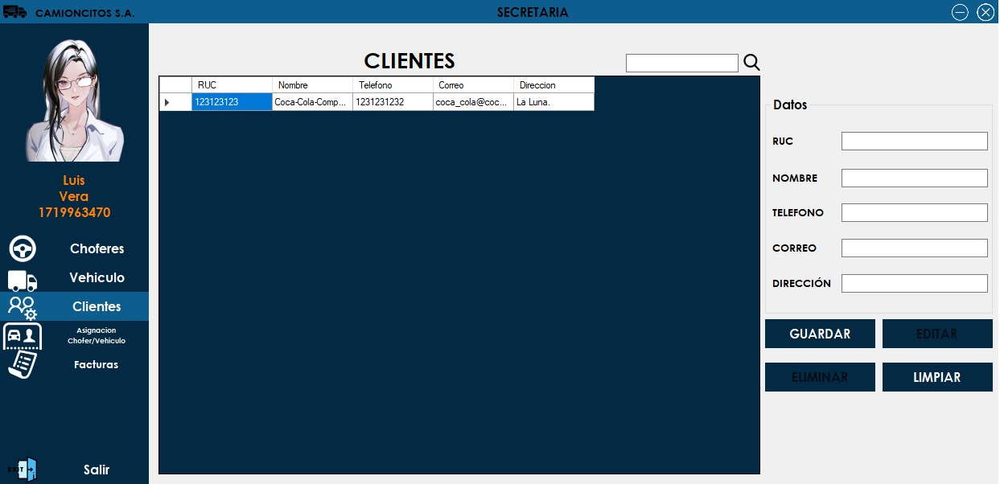 CAMIONCITOS S.A.
SECRETARIA
Luis
Vera
1719963470
Choferes
Vehiculo
Clientes
Asignacion
Chofer/Vehiculo
Facturas
EXIT
Salir
CLIENTES
RUC Nombre Telefono Correo Direccion
123123123 Coca-Cola-Comp... 1231231232 coca_cola@coc... La Luna.
Datos
RUC
NOMBRE
TELEFONO
CORREO
DIRECCIÓN
GUARDAR EDITAR
ELIMINAR LIMPIAR